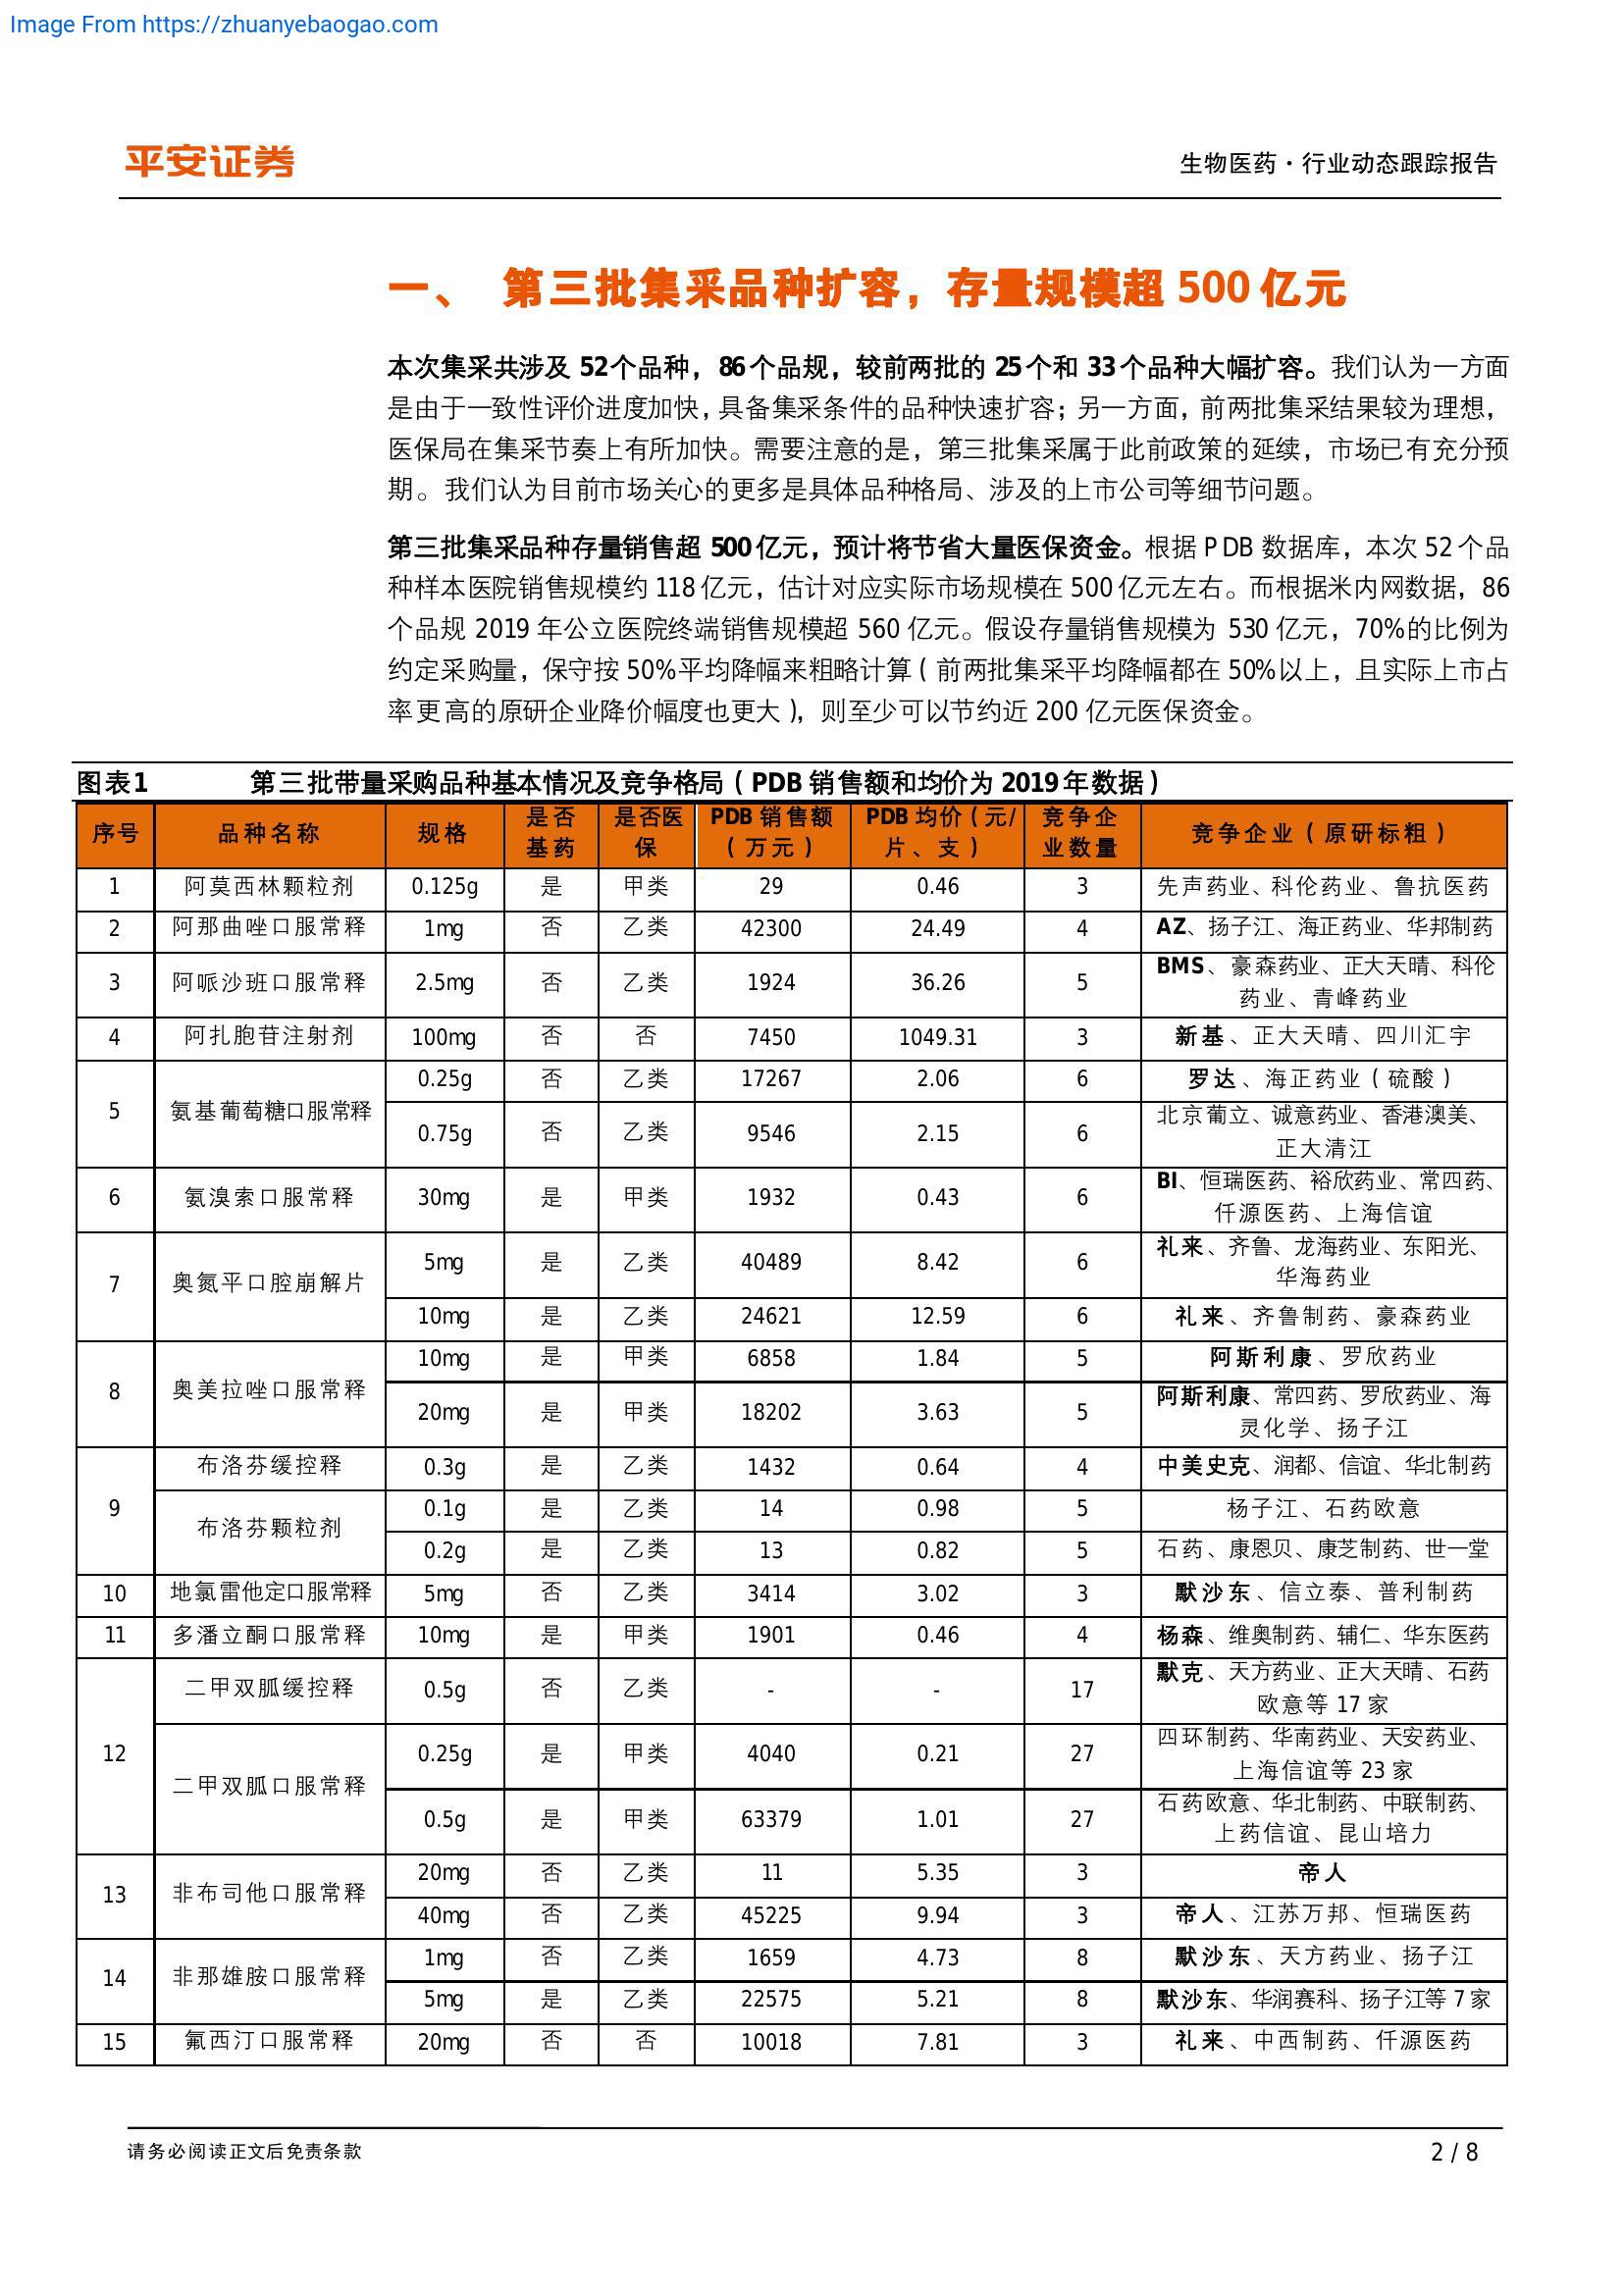 Image From https://zhuanyebaogao.com
平安证券
生物医药·行业动态跟踪报告
一、 第三批集采品种扩容，存量规模超 500 亿元
本次集采共涉及 52 个品种，86 个品规，较前两批的 25 个和 33 个品种大幅扩容。我们认为一方面
是由于一致性评价进度加快，具备集采条件的品种快速扩容；另一方面，前两批集采结果较为理想，
医保局在集采节奏上有所加快。需要注意的是，第三批集采属于此前政策的延续，市场已有充分预
期。我们认为目前市场关心的更多是具体品种格局、涉及的上市公司等细节问题。
第三批集采品种存量销售超 500 亿元，预计将节省大量医保资金。根据 PDB 数据库，本次 52 个品
种样本医院销售规模约 118 亿元，估计对应实际市场规模在 500 亿元左右。而根据米内网数据，86
个品规 2019 年公立医院终端销售规模超 560 亿元。假设存量销售规模为 530 亿元，70%的比例为
约定采购量，保守按 50%平均降幅来粗略计算（前两批集采平均降幅都在 50%以上，且实际上市占
率更高的原研企业降价幅度也更大），则至少可以节约近 200 亿元医保资金。
图表1 第三批带量采购品种基本情况及竞争格局（PDB 销售额和均价为 2019 年数据）
序号 品种名称 规格 是否基药 是否医保 PDB 销售额（万元） PDB 均价（元/片、支） 竞争企业数量 竞争企业（原研标粗）
1 阿莫西林颗粒剂 0.125g 是 甲类 29 0.46 3 先声药业、科伦药业、鲁抗医药
2 阿那曲唑口服常释 1mg 否 乙类 42300 24.49 4 AZ、扬子江、海正药业、华邦制药
3 阿哌沙班口服常释 2.5mg 否 乙类 1924 36.26 5 BMS、豪森药业、正大天晴、科伦
药业、青峰药业
4 阿扎胞苷注射剂 100mg 否 否 7450 1049.31 3 新基、正大天晴、四川汇宇
5 氨基葡萄糖口服常释 0.25g 否 乙类 17267 2.06 6 罗达、海正药业（硫酸）
0.75g 否 乙类 9546 2.15 6 北京葡立、诚意药业、香港澳美、
正大清江
6 氨溴索口服常释 30mg 是 甲类 1932 0.43 6 BI、恒瑞医药、裕欣药业、常四药、
仟源医药、上海信谊
7 奥氮平口腔崩解片 5mg 是 乙类 40489 8.42 6 礼来、齐鲁、龙海药业、东阳光、
华海药业
10mg 是 乙类 24621 12.59 6 礼来、齐鲁制药、豪森药业
8 奥美拉唑口服常释 10mg 是 甲类 6858 1.84 5 阿斯利康、罗欣药业
20mg 是 甲类 18202 3.63 5 阿斯利康、常四药、罗欣药业、海
灵化学、扬子江
9 布洛芬缓控释 0.3g 是 乙类 1432 0.64 4 中美史克、润都、信谊、华北制药
布洛芬颗粒剂 0.1g 是 乙类 14 0.98 5 杨子江、石药欧意
0.2g 是 乙类 13 0.82 5 石药、康恩贝、康芝制药、世一堂
10 地氯雷他定口服常释 5mg 否 乙类 3414 3.02 3 默沙东、信立泰、普利制药
11 多潘立酮口服常释 10mg 是 甲类 1901 0.46 4 杨森、维奥制药、辅仁、华东医药
12 二甲双胍缓控释 0.5g 否 乙类 - - 17 默克、天方药业、正大天晴、石药
欧意等 17 家
二甲双胍口服常释 0.25g 是 甲类 4040 0.21 27 四环制药、华南药业、天安药业、
上海信谊等 23 家
0.5g 是 甲类 63379 1.01 27 石药欧意、华北制药、中联制药、
上药信谊、昆山培力
13 非布司他口服常释 20mg 否 乙类 11 5.35 3 帝人
40mg 否 乙类 45225 9.94 3 帝人、江苏万邦、恒瑞医药
14 非那雄胺口服常释 1mg 否 乙类 1659 4.73 8 默沙东、天方药业、扬子江
5mg 是 乙类 22575 5.21 8 默沙东、华润赛科、扬子江等 7 家
15 氟西汀口服常释 20mg 否 否 10018 7.81 3 礼来、中西制药、仟源医药
请务必阅读正文后免责条款
2 / 8